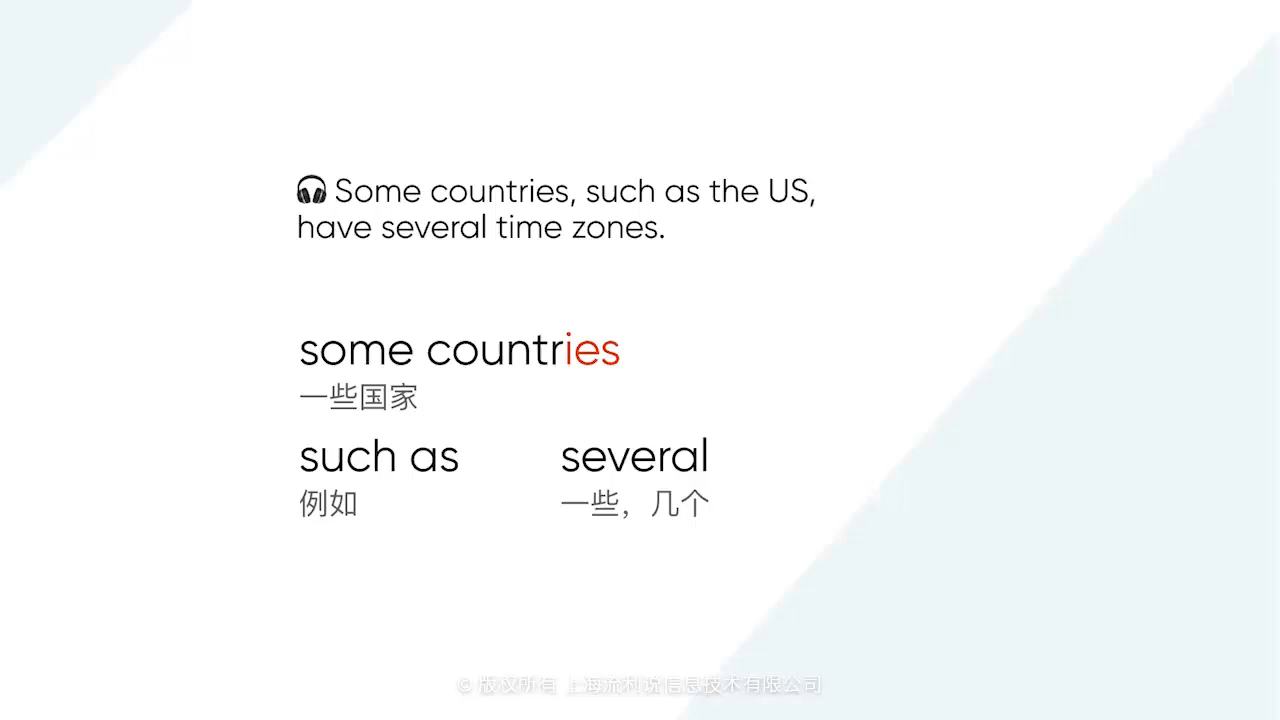 Some countries, such as the US,
have several time zones.
some countries
一些国家
such as several
例如 一些，几个
© 版权所有 上海流利说信息技术有限公司